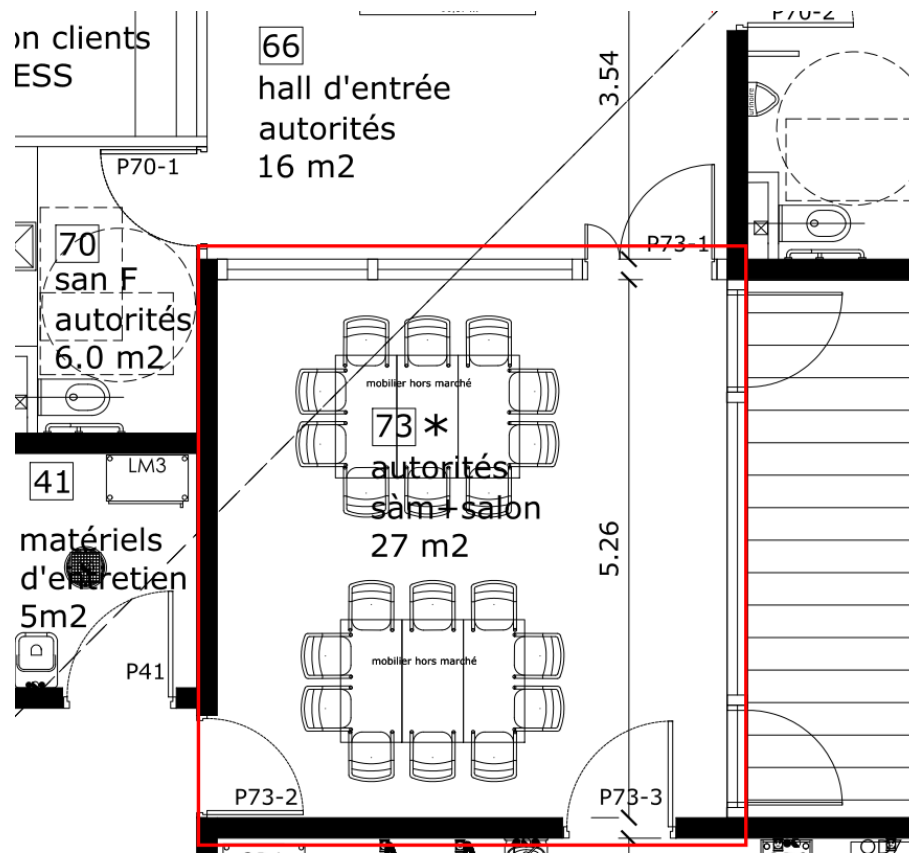 on clients
ESS
66
hall d'entrée
autorités
16 m2
3.54
P70-2
urinoire
P70-1
P73-1
70
san F
autorités
6.0 m2
mobilier hors marché
73 *
autorités
sàm+salon
27 m2
LM3
41
matériels
d'entretien
5m2
P41
5.26
mobilier hors marché
P73-2
P73-3